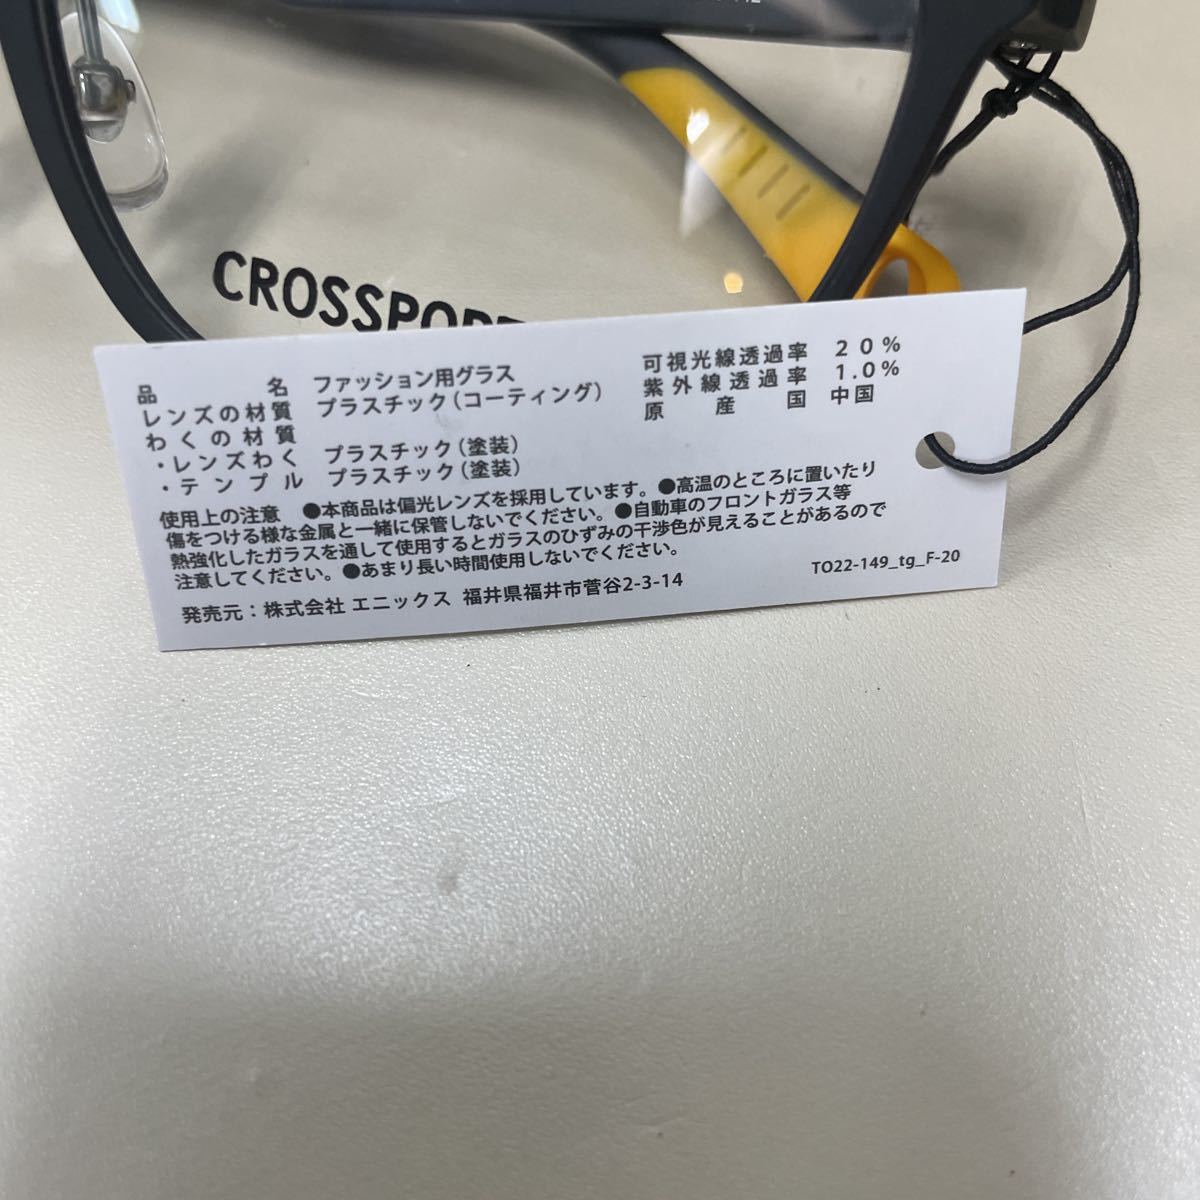 CROSSPORT
品名 ファッション用グラス
レンズの材質 プラスチック(コーティング)
わくの材質
・レンズわく プラスチック(塗装)
・テンプル プラスチック(塗装)
可視光線透過率 20%
紫外線透過率 1.0%
原産国 中国
使用上の注意 ●本商品は偏光レンズを採用しています。●高温のところに置いたり
傷をつける様な金属と一緒に保管しないでください。●自動車のフロントガラス等
熱強化したガラスを通して使用するとガラスのひずみの干渉色が見えることがあるので
注意してください。●あまり長い時間使用しないでください。
発売元:株式会社 エニックス 福井県福井市菅谷2-3-14
TO22-149_tg_F-20